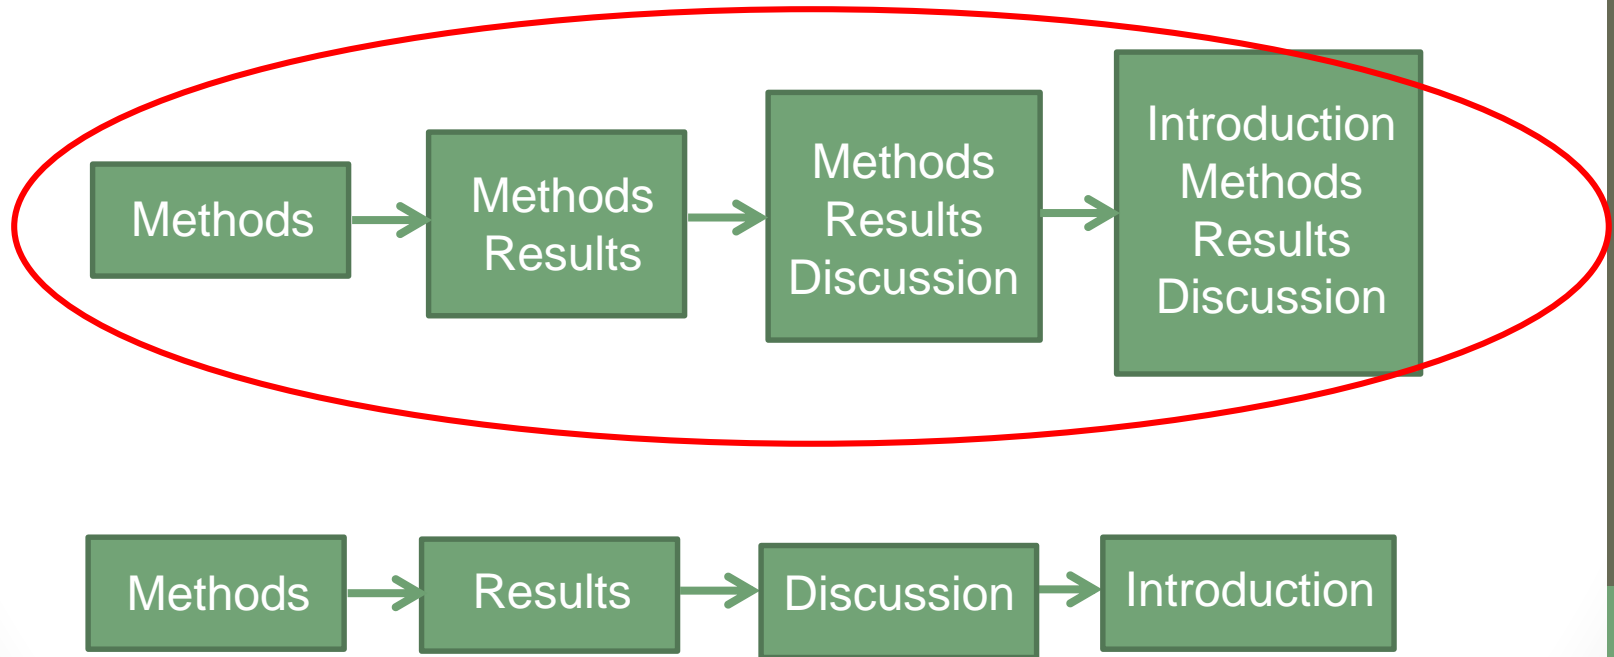 Methods
Methods
Results
Methods
Results
Discussion
Introduction
Methods
Results
Discussion
Methods
Results
Discussion
Introduction